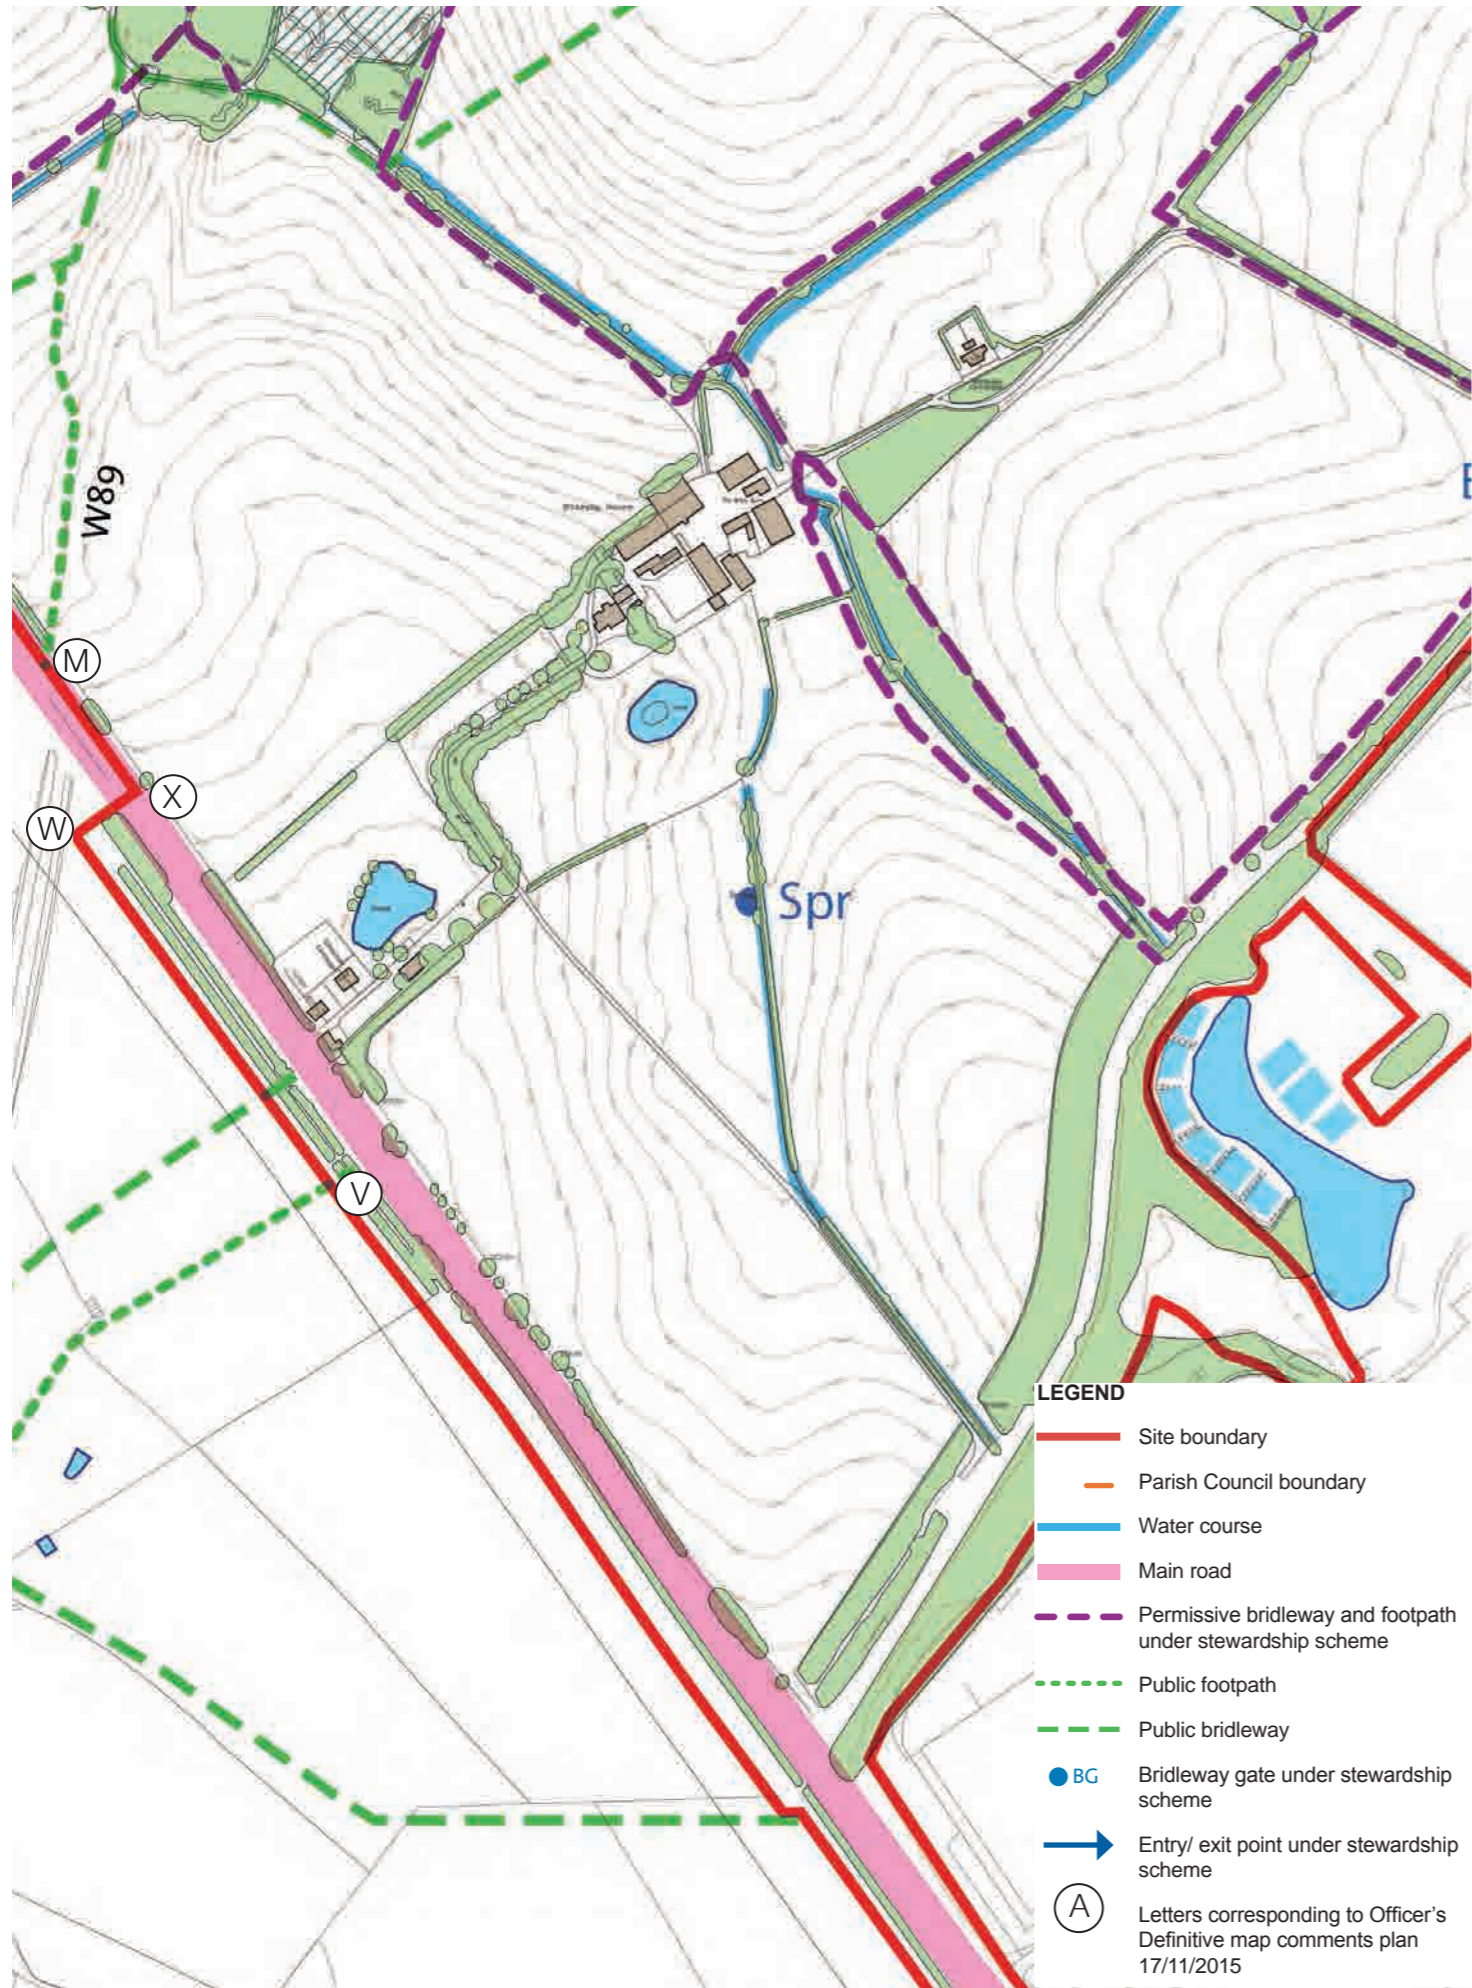 W89
M
X
W
Spr
V
LEGEND
Site boundary
Parish Council boundary
Water course
Main road
Permissive bridleway and footpath
under stewardship scheme
Public footpath
Public bridleway
BG
Bridleway gate under stewardship
scheme
Entry/ exit point under stewardship
scheme
A
Letters corresponding to Officer's
Definitive map comments plan
17/11/2015